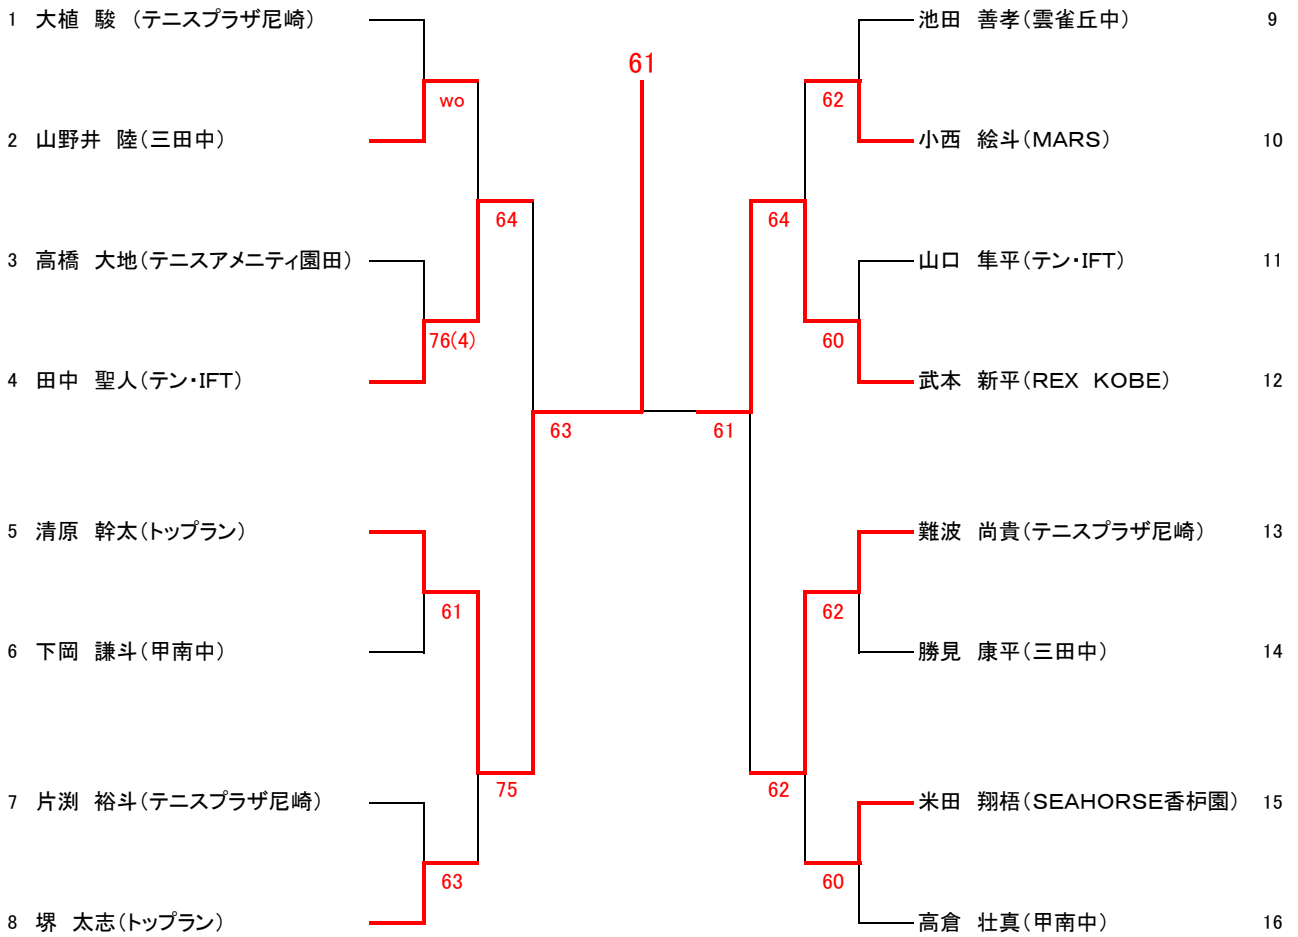 1 大植 駿 （テニスプラザ尼崎）
池田 善孝（雲雀丘中） 9
61
wo
62
2 山野井 陸（三田中）
小西 絵斗（MARS） 10
64
64
3 高橋 大地（テニスアメニティ園田）
山口 隼平（テン・IFT） 11
76(4)
60
4 田中 聖人（テン・IFT）
武本 新平（REX KOBE） 12
63
61
5 清原 幹太（トップラン）
難波 尚貴（テニスプラザ尼崎） 13
61
62
6 下岡 謙斗（甲南中）
勝見 康平（三田中） 14
75
62
7 片渕 裕斗（テニスプラザ尼崎）
米田 翔梧（SEAHORSE香枦園） 15
63
60
8 堺 太志（トップラン）
高倉 壮真（甲南中） 16